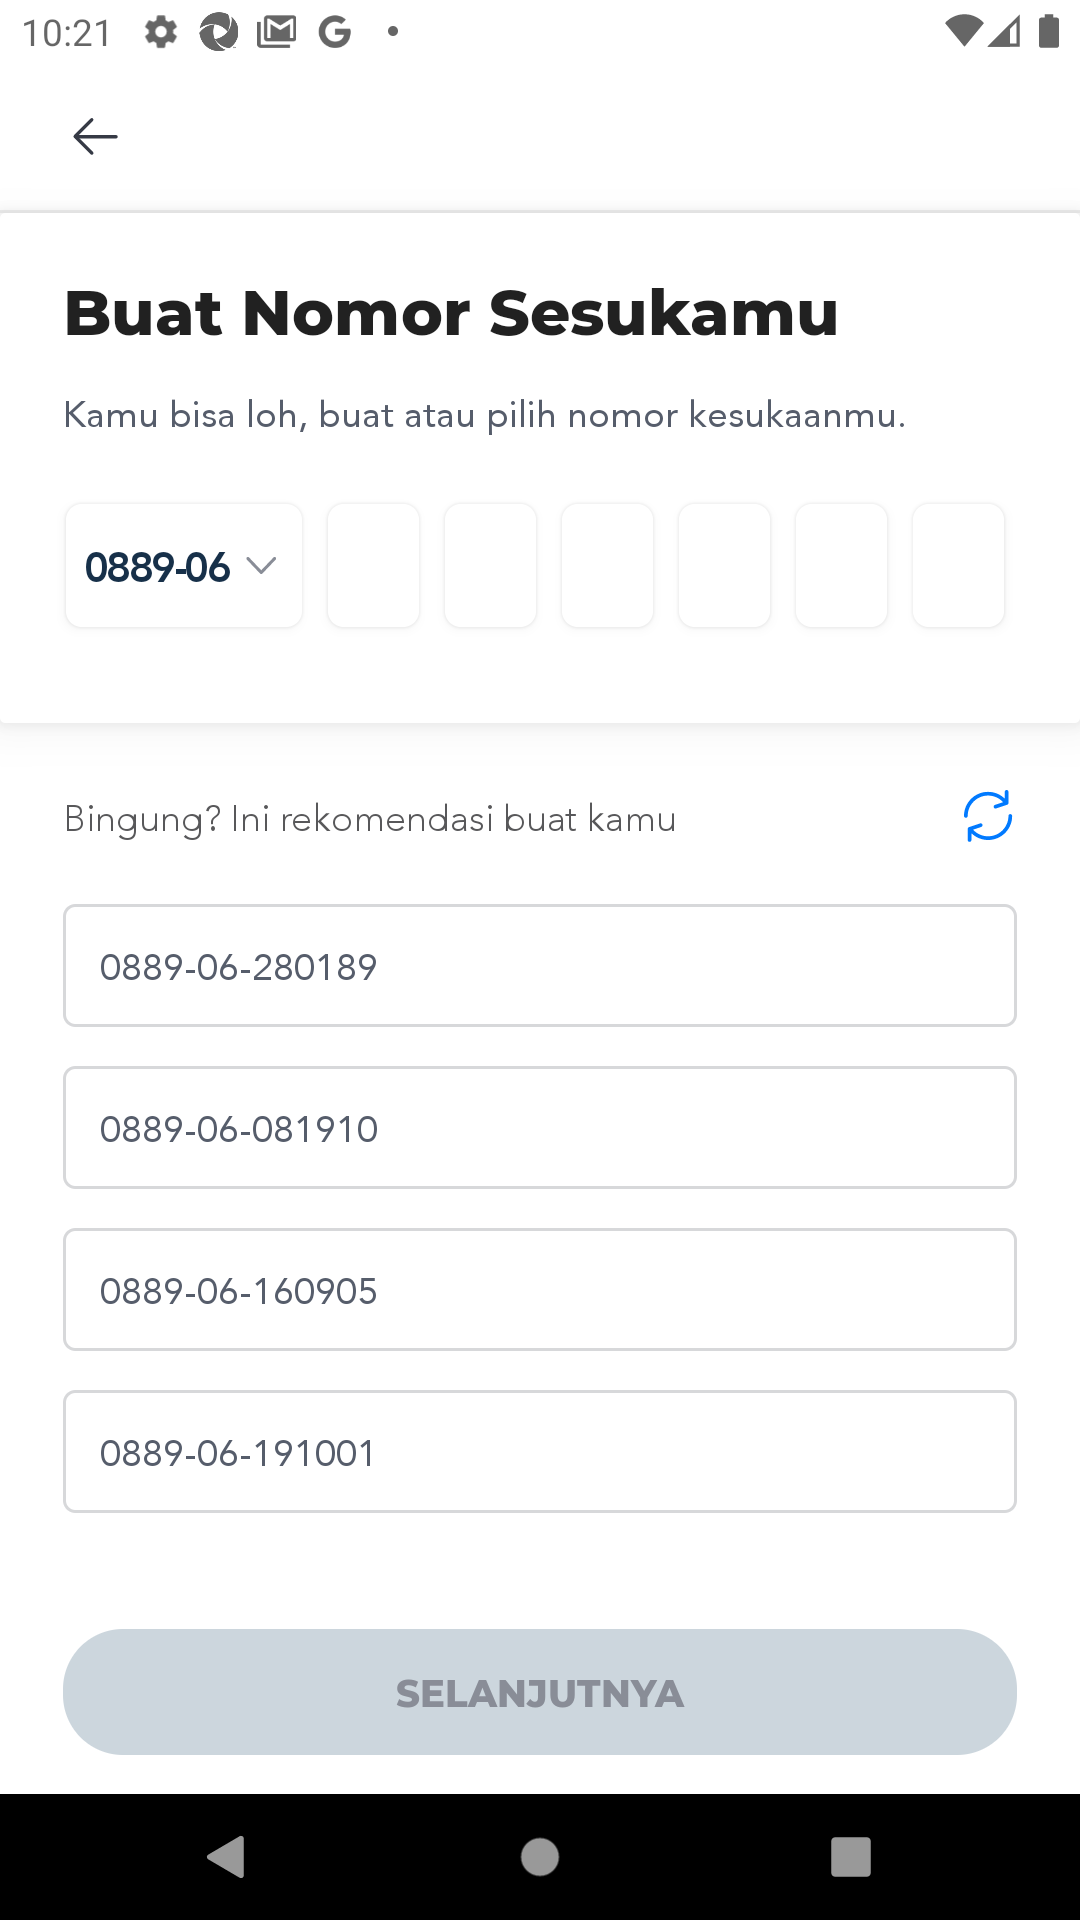 10:21
Buat Nomor Sesukamu
Kamu bisa loh, buat atau pilih nomor kesukaanmu.
0889-06
Bingung? Ini rekomendasi buat kamu
0889-06-280189
0889-06-081910
0889-06-160905
0889-06-191001
SELANJUTNYA